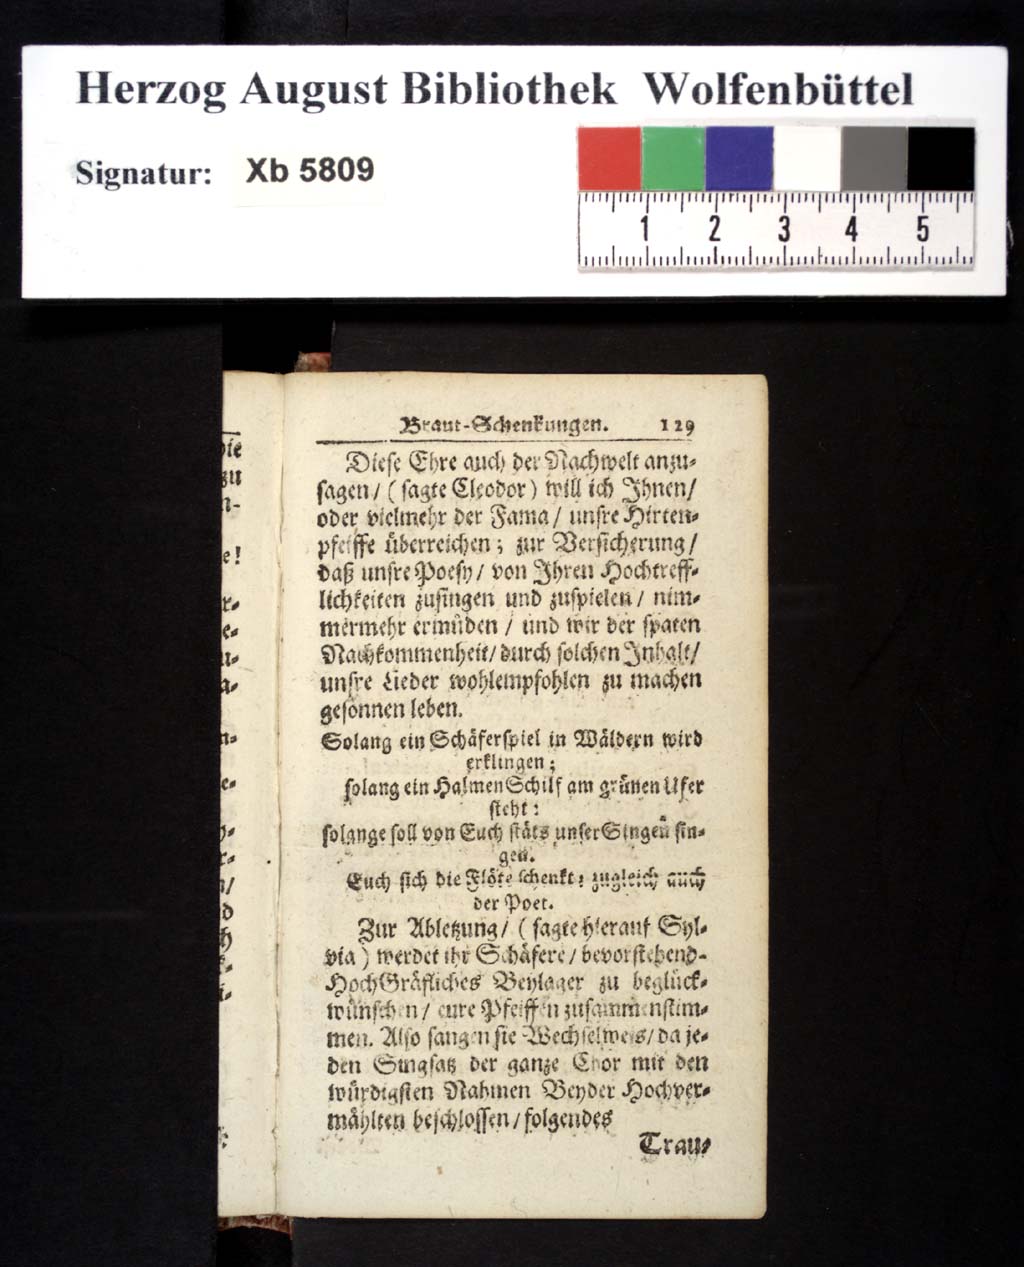 Herzog August Bibliothek Wolfenbüttel
Signatur: Xb 5809
1 2 3 4 5
Braut-Schenkungen. 129
Diese Ehre auch der Nachwelt anzu-
sagen/ (sagte Cleodor) will ich Ihnen/
oder vielmehr der Fama/ unsre Hirten-
pfeiffe überreichen; zur Versicherung/
daß unsre Poesy/ von Ihren Hochtreff-
lichkeiten zusingen und zuspielen/ nim-
mermehr ermüden/ und wir der spaten
Nachkommenheit/ durch solchen Inhalt/
unsre Lieder wohlempfohlen zu machen
gesonnen leben.
Solang ein Schäferspiel in Wäldern wird
erklingen;
solang ein Halmen Schilf am grünen Ufer
steht:
solange soll von Euch stäts unser Singen sin-
gen.
Euch sich die Flöte schenkt: zugleich auch
der Poet.
Zur Abletzung/ (sagte hierauf Syl-
via) werdet ihr Schäfere/ bevorstehend-
HochGräfliches Beylager zu beglück-
wünschen/ eure Pfeiffen zusammenstim-
men. Also sangen sie Wechselweis/ da je-
den Singsatz der ganze Chor mit den
würdigsten Nahmen Beyder Hochver-
mählten beschlossen/ folgendes
Trau-